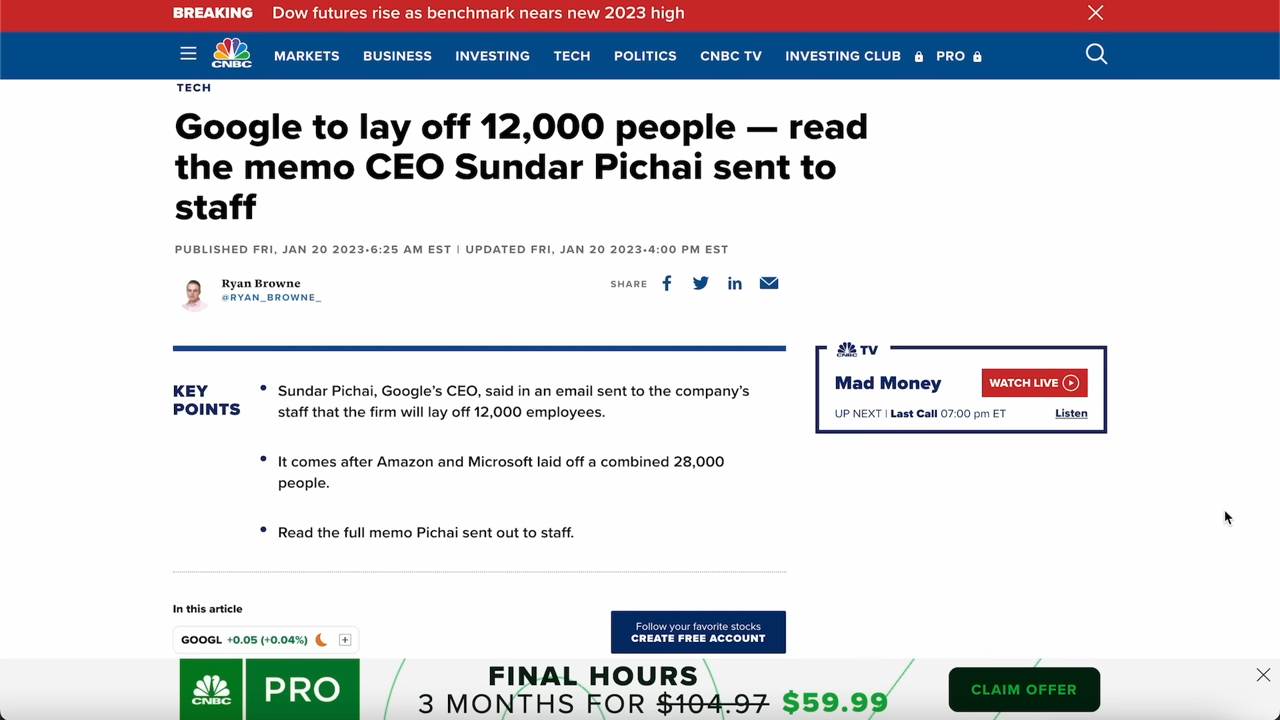 BREAKING Dow futures rise as benchmark nears new 2023 high
CNBC MARKETS BUSINESS INVESTING TECH POLITICS CNBC TV INVESTING CLUB PRO
TECH
Google to lay off 12,000 people — read
the memo CEO Sundar Pichai sent to
staff
PUBLISHED FRI, JAN 20 2023•6:25 AM EST | UPDATED FRI, JAN 20 2023•4:00 PM EST
Ryan Browne
@RYAN_BROWNE_
SHARE
KEY
POINTS
Sundar Pichai, Google’s CEO, said in an email sent to the company’s
staff that the firm will lay off 12,000 employees.
It comes after Amazon and Microsoft laid off a combined 28,000
people.
Read the full memo Pichai sent out to staff.
CNBC TV
Mad Money WATCH LIVE
UP NEXT | Last Call 07:00 pm ET Listen
In this article
GOOGL +0.05 (+0.04%)
Follow your favorite stocks
CREATE FREE ACCOUNT
CNBC PRO
FINAL HOURS
3 MONTHS FOR $104.97 $59.99
CLAIM OFFER